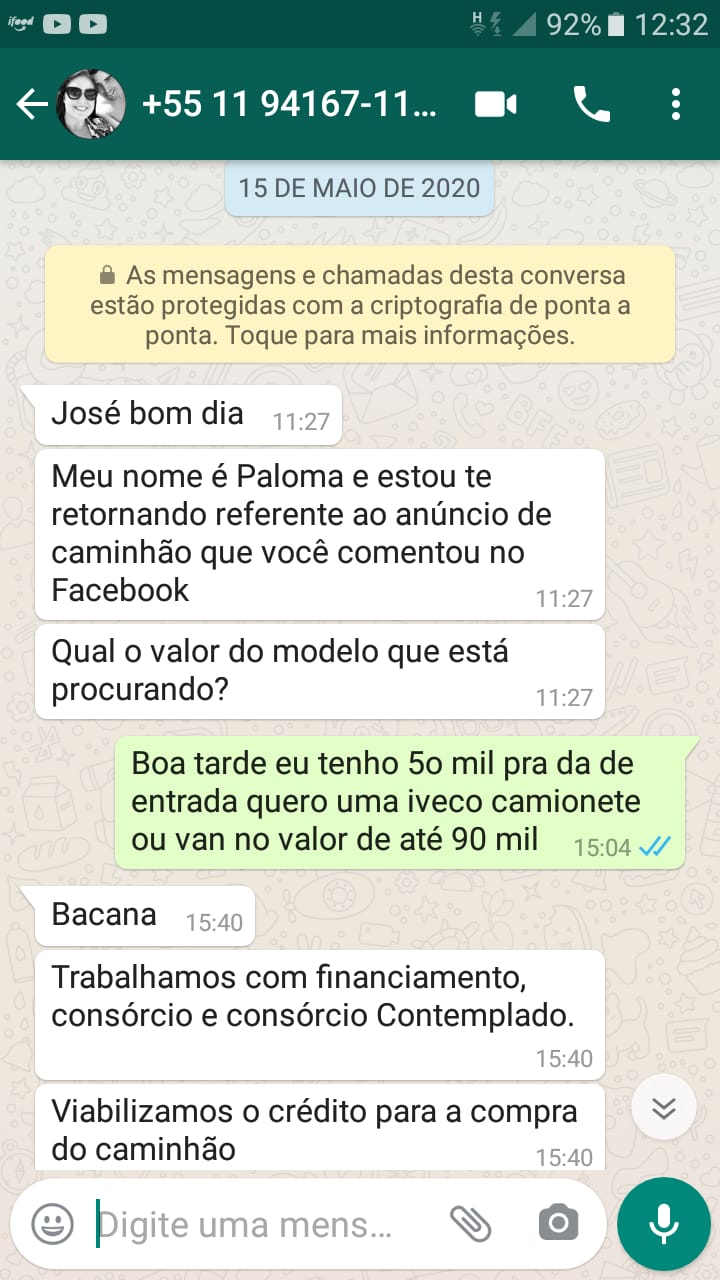 ifood
H
92%
12:32
+55 11 94167-11...
15 DE MAIO DE 2020
As mensagens e chamadas desta conversa
estão protegidas com a criptografia de ponta a
ponta. Toque para mais informações.
José bom dia
11:27
Meu nome é Paloma e estou te
retornando referente ao anúncio de
caminhão que você comentou no
Facebook
11:27
Qual o valor do modelo que está
procurando?
11:27
Boa tarde eu tenho 5o mil pra da de
entrada quero uma iveco camionete
ou van no valor de até 90 mil
15:04
Bacana
15:40
Trabalhamos com financiamento,
consórcio e consórcio Contemplado.
15:40
Viabilizamos o crédito para a compra
do caminhão
15:40
Digite uma mens...